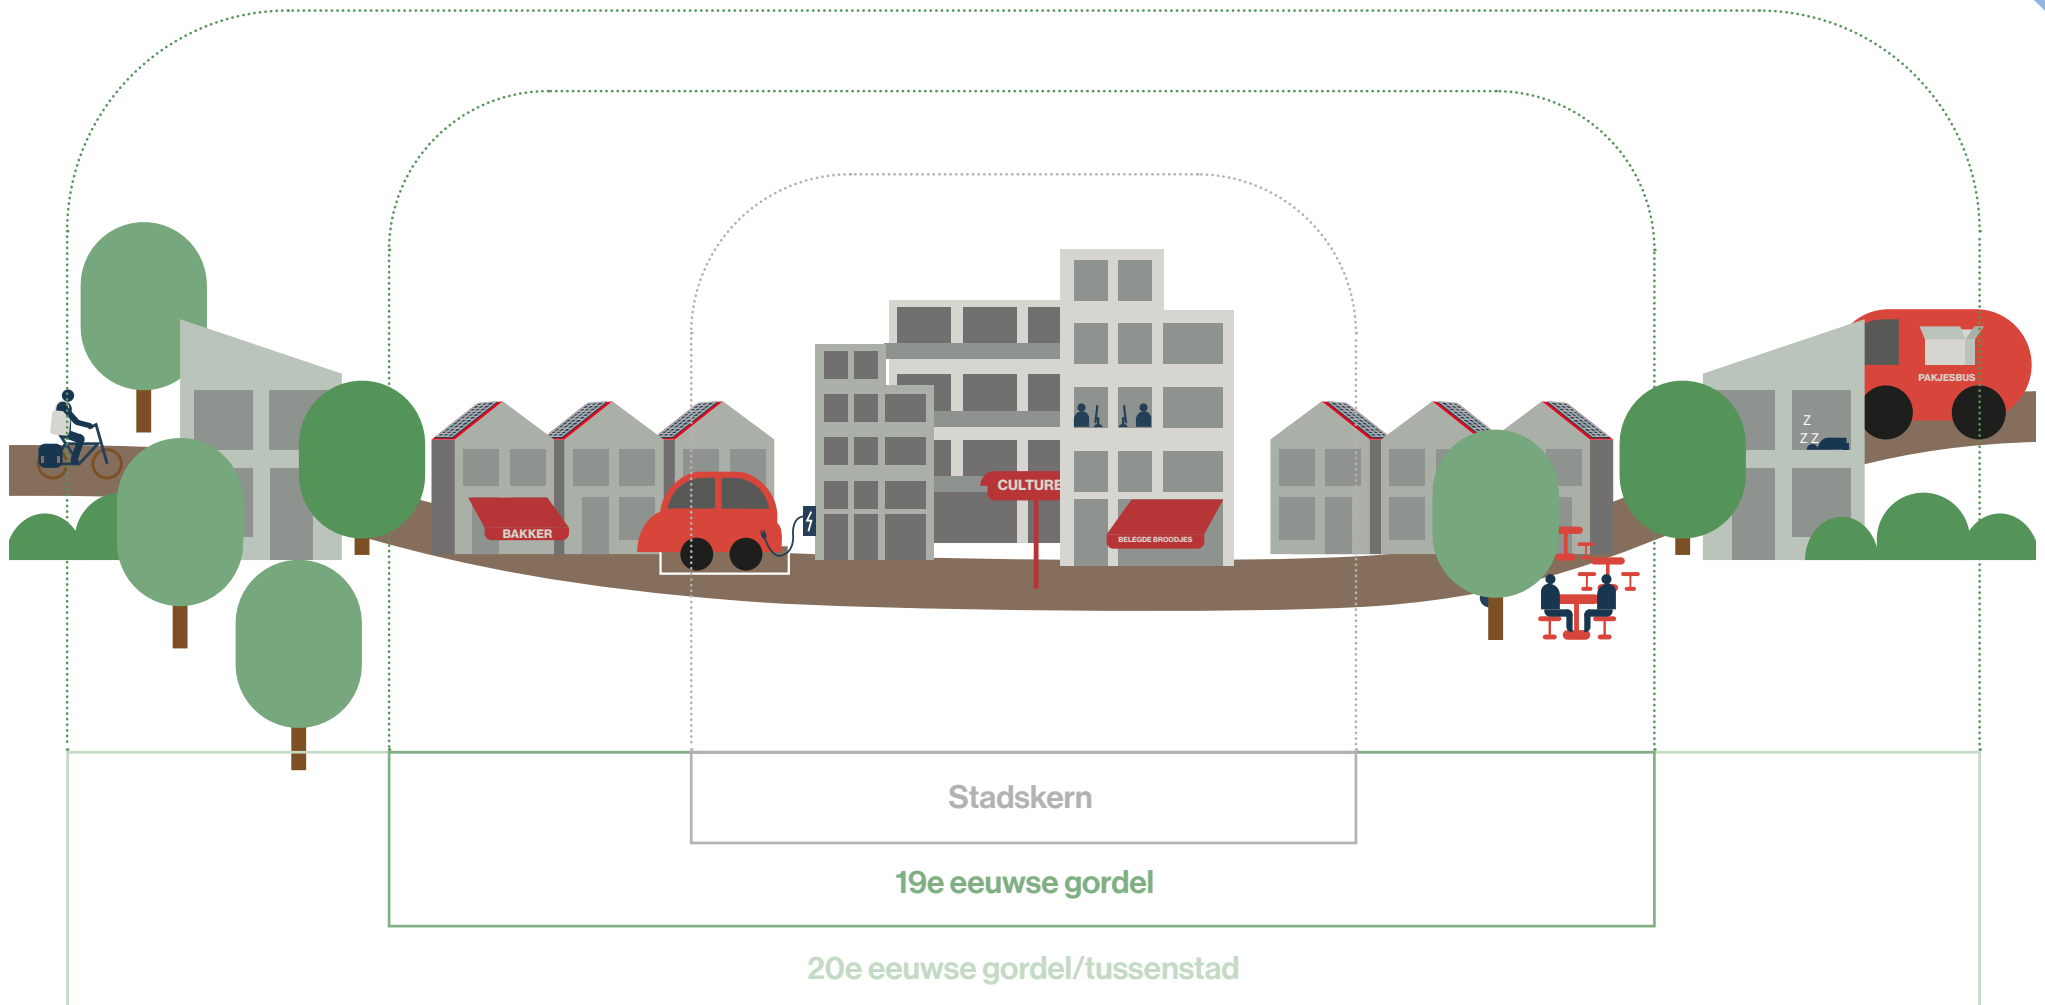 PAKJESBUS
Z
Z Z
CULTURE
BAKKER
BELEGDE BROODJES
Stadskern
19e eeuwse gordel
20e eeuwse gordel/tussenstad